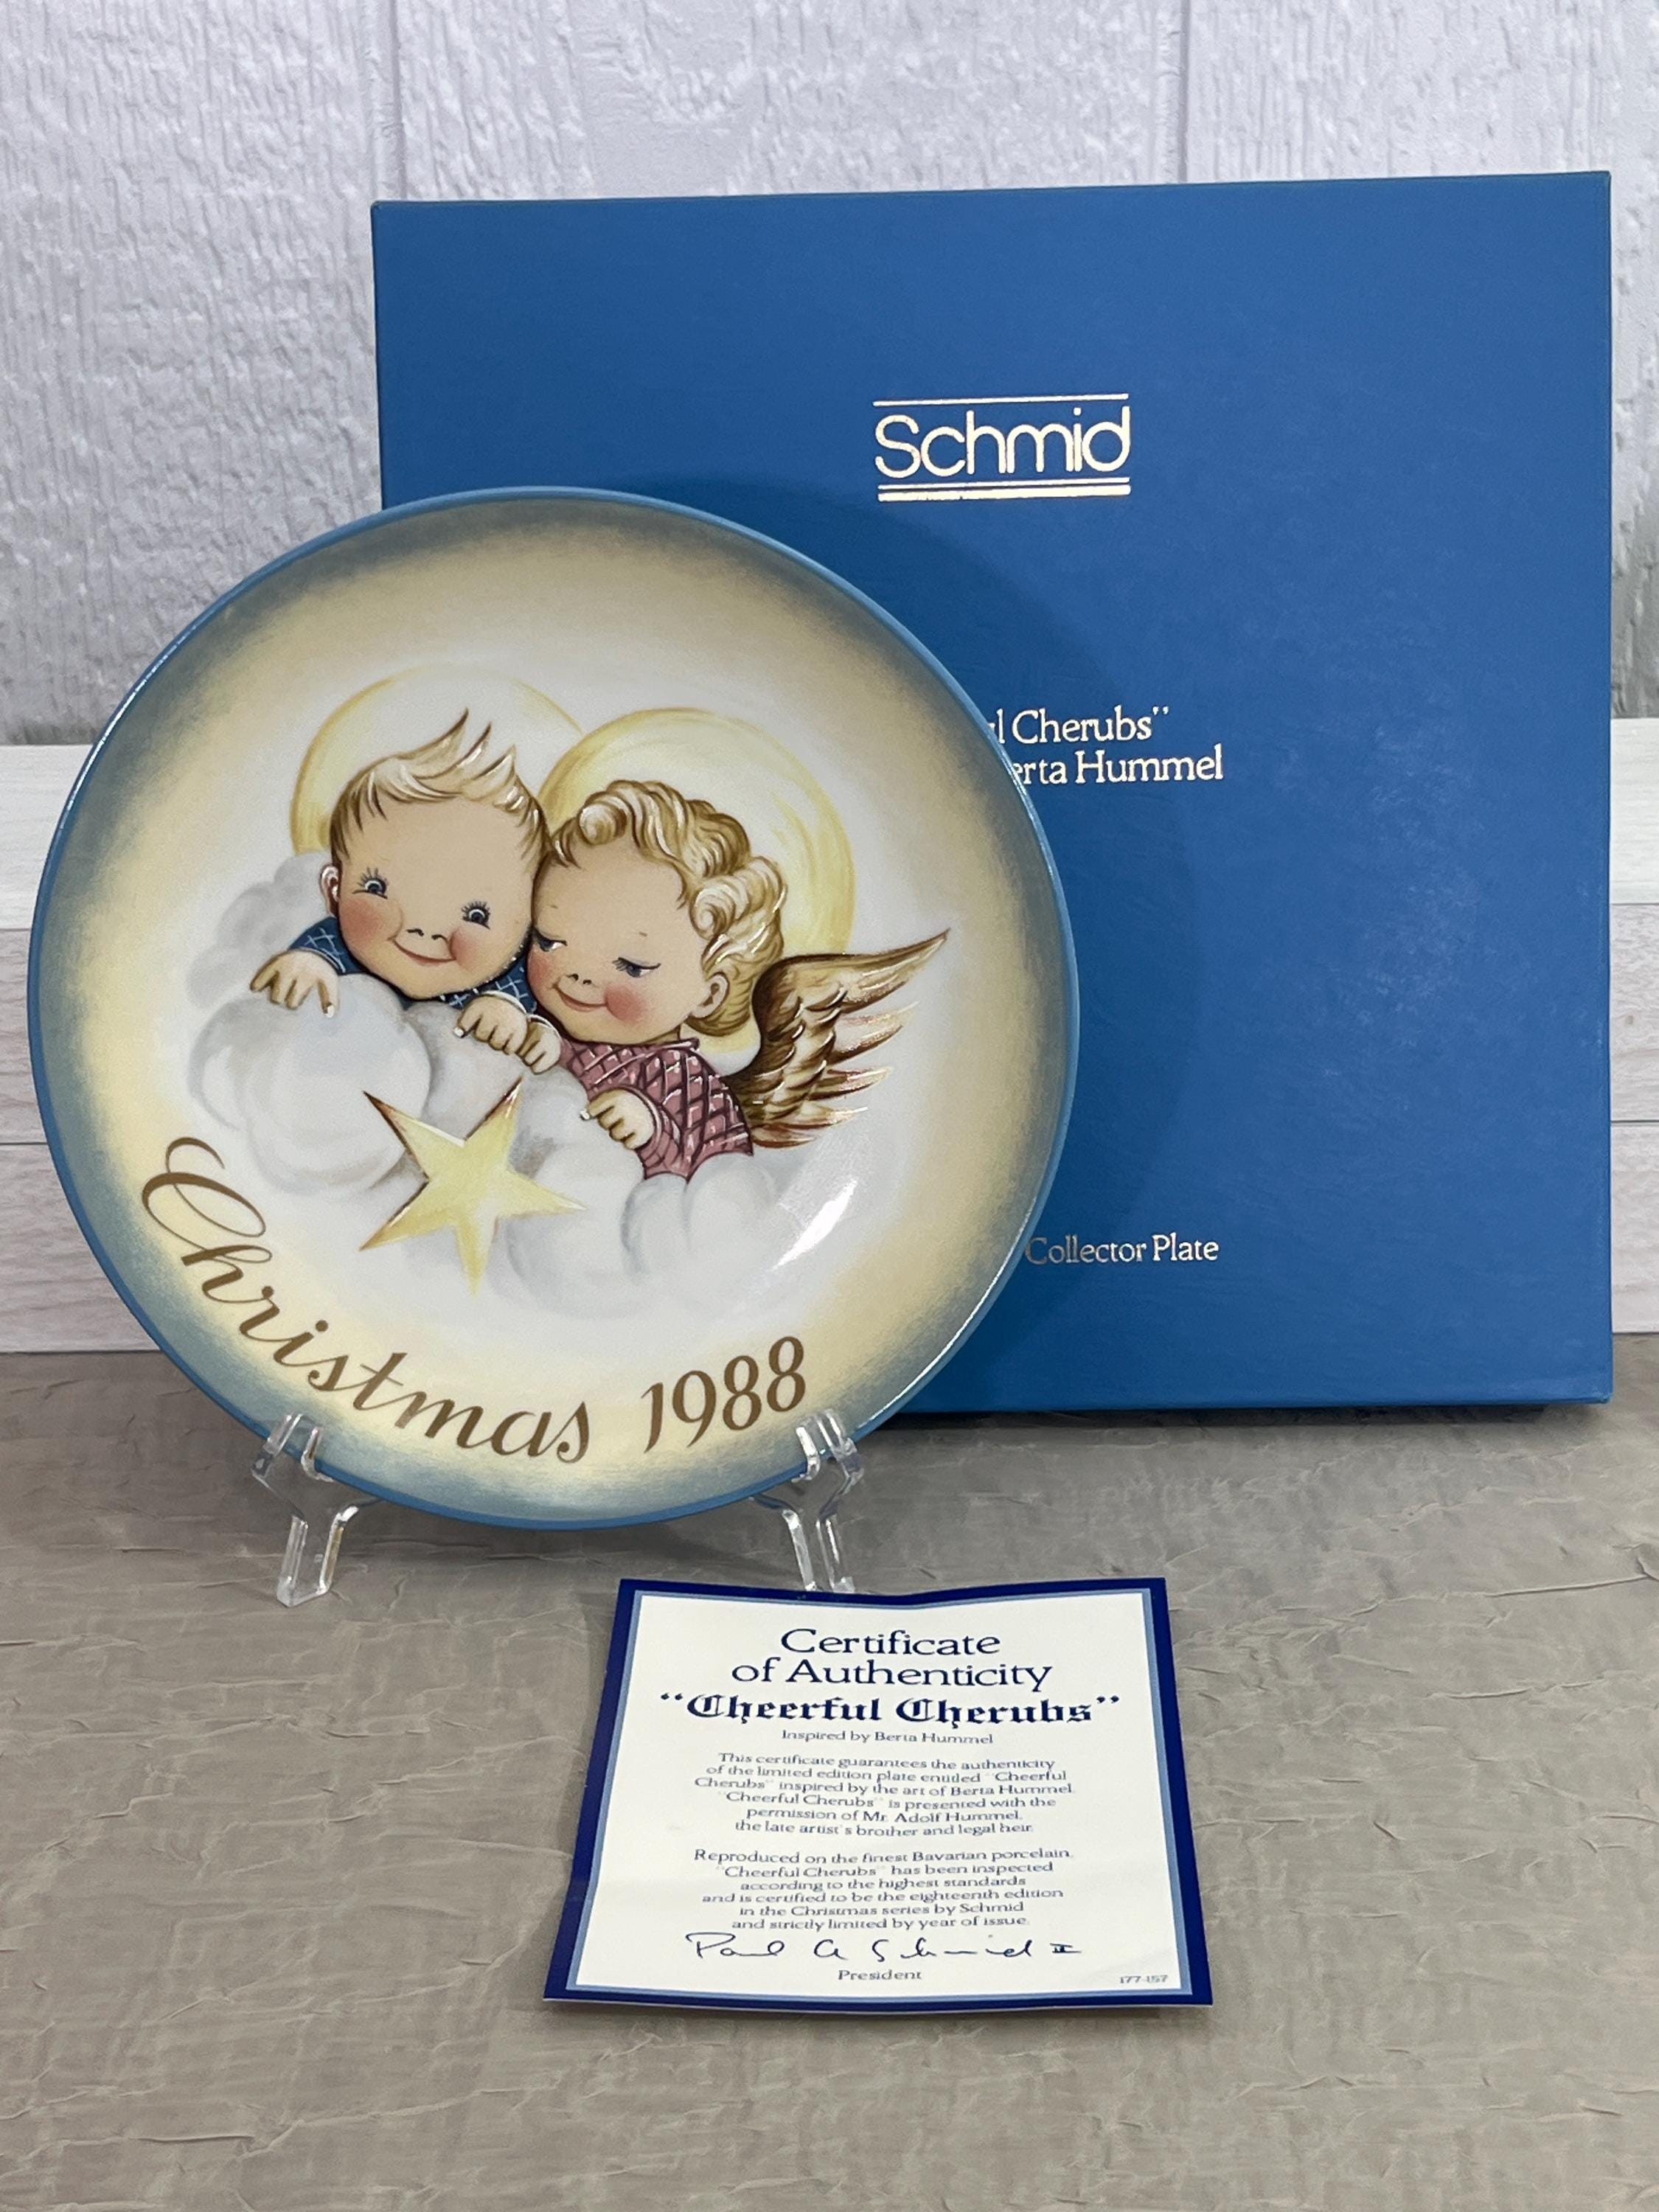 Schmid
l Cherubs"
erta Hummel
Collector Plate
Christmas 1988
Certificate
of Authenticity
"Cheerful Cherubs"
Inspired by Berta Hummel
This certificate guarantees the authenticity
of the limited edition plate entitled "Cheerful
Cherubs" inspired by the art of Berta Hummel.
"Cheerful Cherubs" is presented with the
permission of Mr. Adolf Hummel,
the late artist's brother and legal heir.
Reproduced on the finest Bavarian porcelain.
"Cheerful Cherubs" has been inspected
according to the highest standards
and is certified to be the eighteenth edition
in the Christmas series by Schmid
and strictly limited by year of issue.
Paul A Schmid II
President
177-157